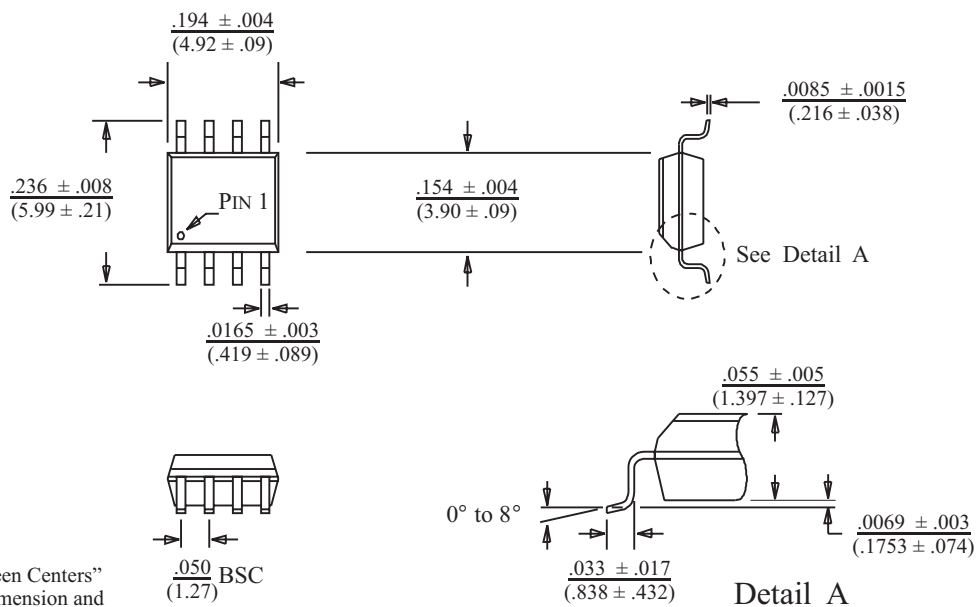 .194 ± .004
(4.92 ± .09)
.0085 ± .0015
(.216 ± .038)
.236 ± .008
(5.99 ± .21)
PIN 1
.154 ± .004
(3.90 ± .09)
See Detail A
.0165 ± .003
(.419 ± .089)
.055 ± .005
(1.397 ± .127)
0° to 8°
.0069 ± .003
(.1753 ± .074)
.050 BSC
(1.27)
.033 ± .017
(.838 ± .432)
Detail A
een Centers”
mension and